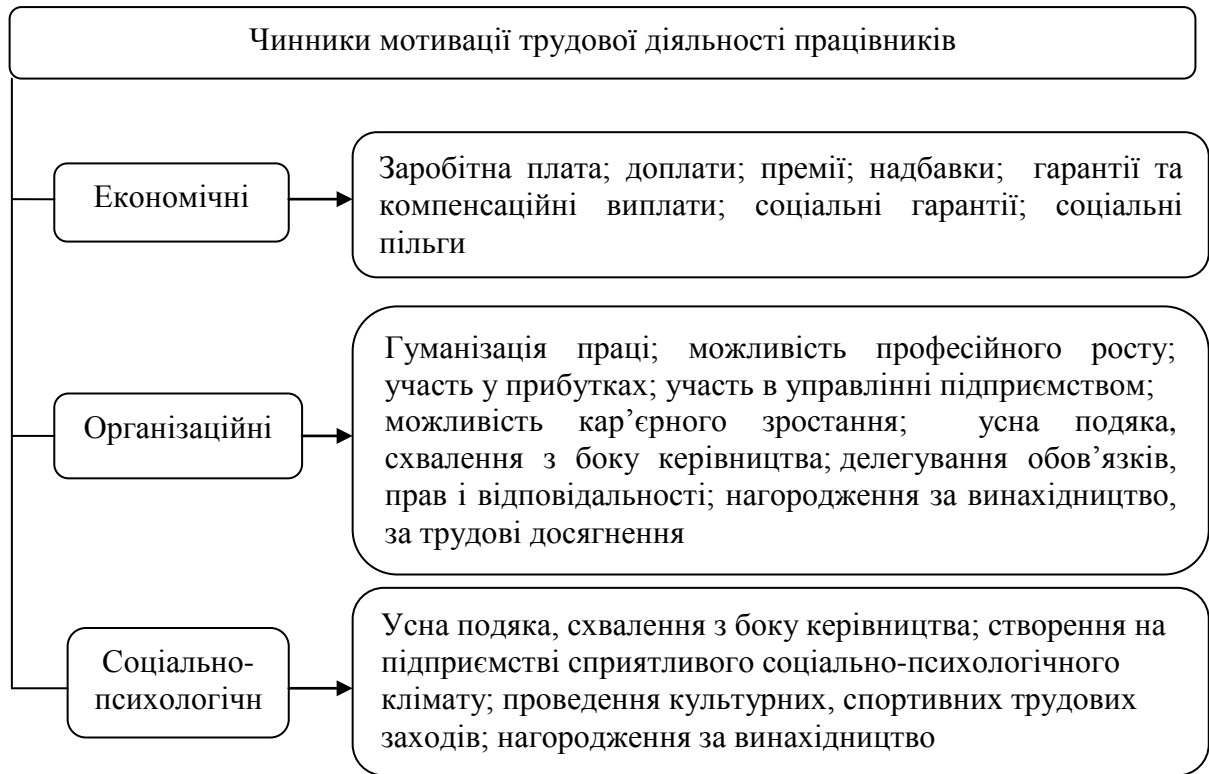 Чинники мотивації трудової діяльності працівників
Економічні
Заробітна плата; доплати; премії; надбавки; гарантії та
компенсаційні виплати; соціальні гарантії; соціальні
пільги
Організаційні
Гуманізація праці; можливість професійного росту;
участь у прибутках; участь в управлінні підприємством;
можливість кар’єрного зростання; усна подяка,
схвалення з боку керівництва; делегування обов’язків,
прав і відповідальності; нагородження за винахідництво,
за трудові досягнення
Соціально-
психологічн
Усна подяка, схвалення з боку керівництва; створення на
підприємстві сприятливого соціально-психологічного
клімату; проведення культурних, спортивних трудових
заходів; нагородження за винахідництво